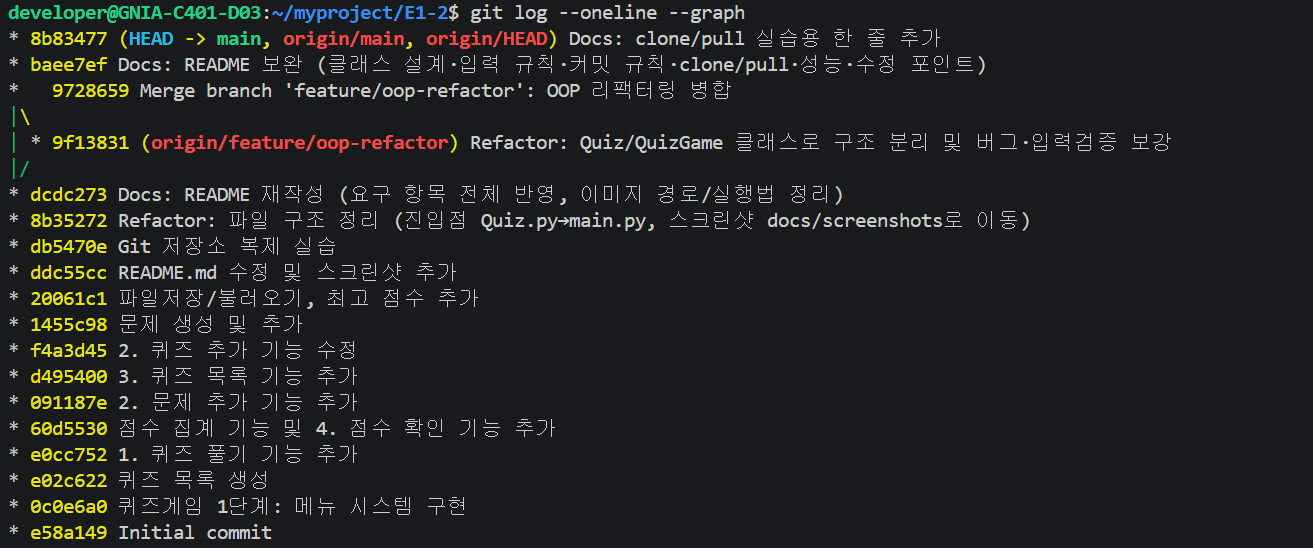 developer@GNIA-C401-D03:~/myproject/E1-2$ git log --oneline --graph
* 8b83477 (HEAD -> main, origin/main, origin/HEAD) Docs: clone/pull 실습용 한 줄 추가
* baee7ef Docs: README 보완 (클래스 설계·입력 규칙·커밋 규칙·clone/pull·성능·수정 포인트)
*   9728659 Merge branch 'feature/oop-refactor': OOP 리팩터링 병합
|\
| * 9f13831 (origin/feature/oop-refactor) Refactor: Quiz/QuizGame 클래스로 구조 분리 및 버그·입력검증 보강
|/
* dcdc273 Docs: README 재작성 (요구 항목 전체 반영, 이미지 경로/실행법 정리)
* 8b35272 Refactor: 파일 구조 정리 (진입점 Quiz.py→main.py, 스크린샷 docs/screenshots로 이동)
* db5470e Git 저장소 복제 실습
* ddc55cc README.md 수정 및 스크린샷 추가
* 20061c1 파일저장/불러오기, 최고 점수 추가
* 1455c98 문제 생성 및 추가
* f4a3d45 2. 퀴즈 추가 기능 수정
* d495400 3. 퀴즈 목록 기능 추가
* 091187e 2. 문제 추가 기능 추가
* 60d5530 점수 집계 기능 및 4. 점수 확인 기능 추가
* e0cc752 1. 퀴즈 풀기 기능 추가
* e02c622 퀴즈 목록 생성
* 0c0e6a0 퀴즈게임 1단계: 메뉴 시스템 구현
* e58a149 Initial commit